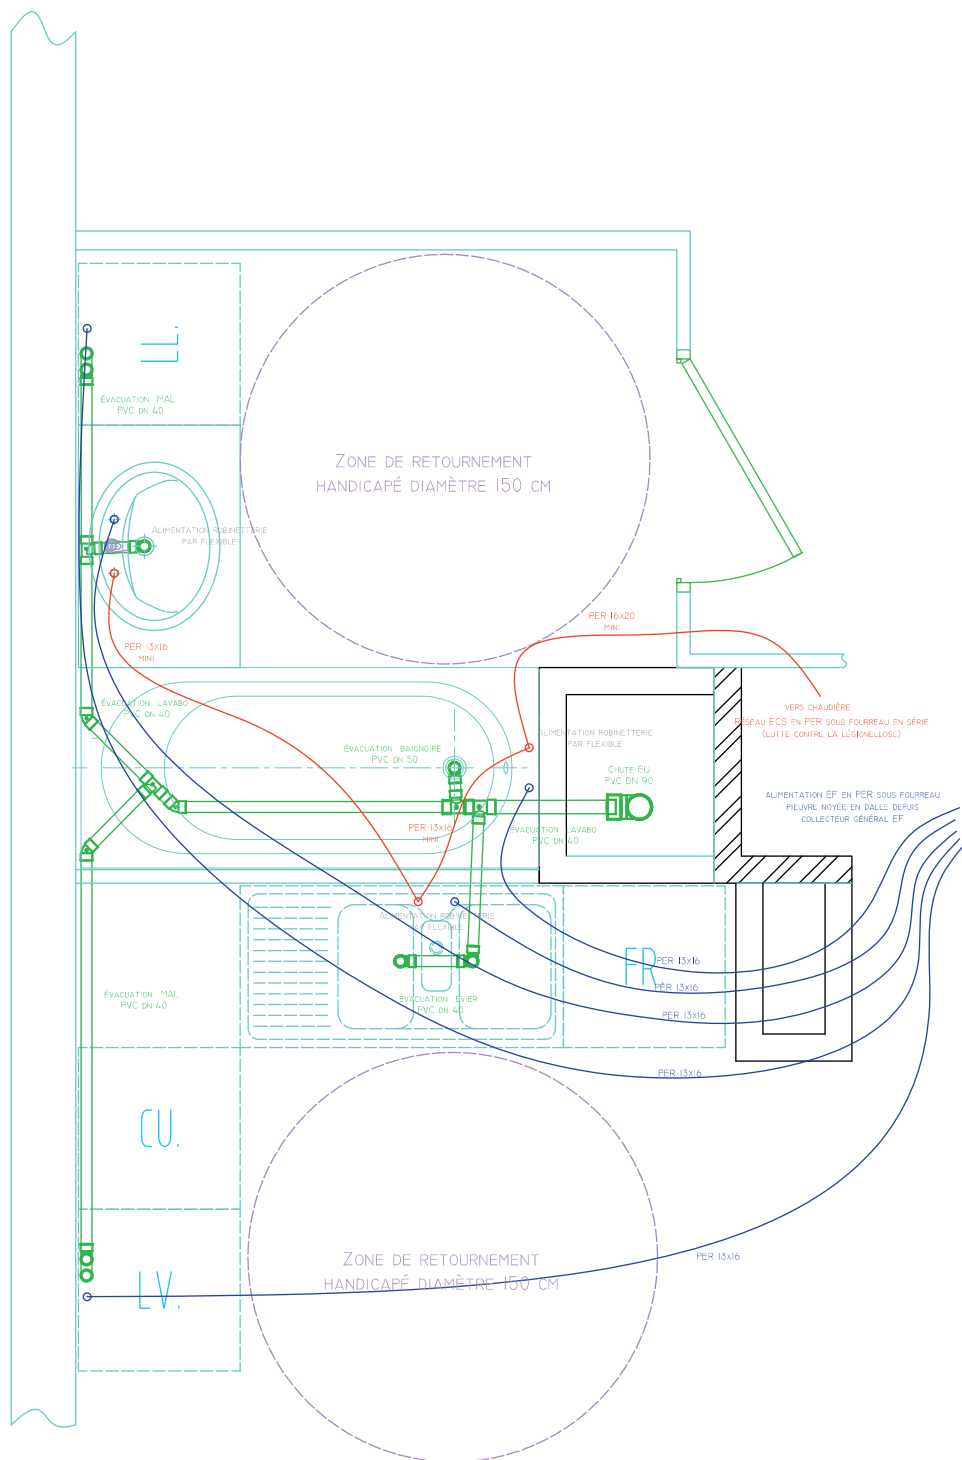 LL.
ÉVACUATION MAL
PVC DN 40
ZONE DE RETOURNEMENT
HANDICAPÉ DIAMÈTRE 150 CM
ALIMENTATION ROBINETTERIE
PAR FLEXIBLE
PER 16x20
MINI
PER 13x16
MINI
ÉVACUATION LAVABO
PVC DN 40
VERS CHAUDIÈRE
RÉSEAU ECS EN PER SOUS FOURREAU EN SÉRIE
(LUTTE CONTRE LA LÉGIONELLOSE)
ALIMENTATION ROBINETTERIE
PAR FLEXIBLE
ÉVACUATION BAIGNOIRE
PVC DN 50
CHUTE EU
PVC DN 90
ALIMENTATION EF EN PER SOUS FOURREAU
PIEUVRE NOYÉE EN DALLE DEPUIS
COLLECTEUR GÉNÉRAL EF
PER 13x16
MINI
ÉVACUATION LAVABO
PVC DN 40
ALIMENTATION ROBINETTERIE
PAR FLEXIBLE
FR.
PER 13x16
PER 13x16
ÉVACUATION MAL
PVC DN 40
ÉVACUATION EVIER
PVC DN 40
PER 13x16
PER 13x16
CU.
PER 13x16
ZONE DE RETOURNEMENT
HANDICAPÉ DIAMÈTRE 150 CM
LV.